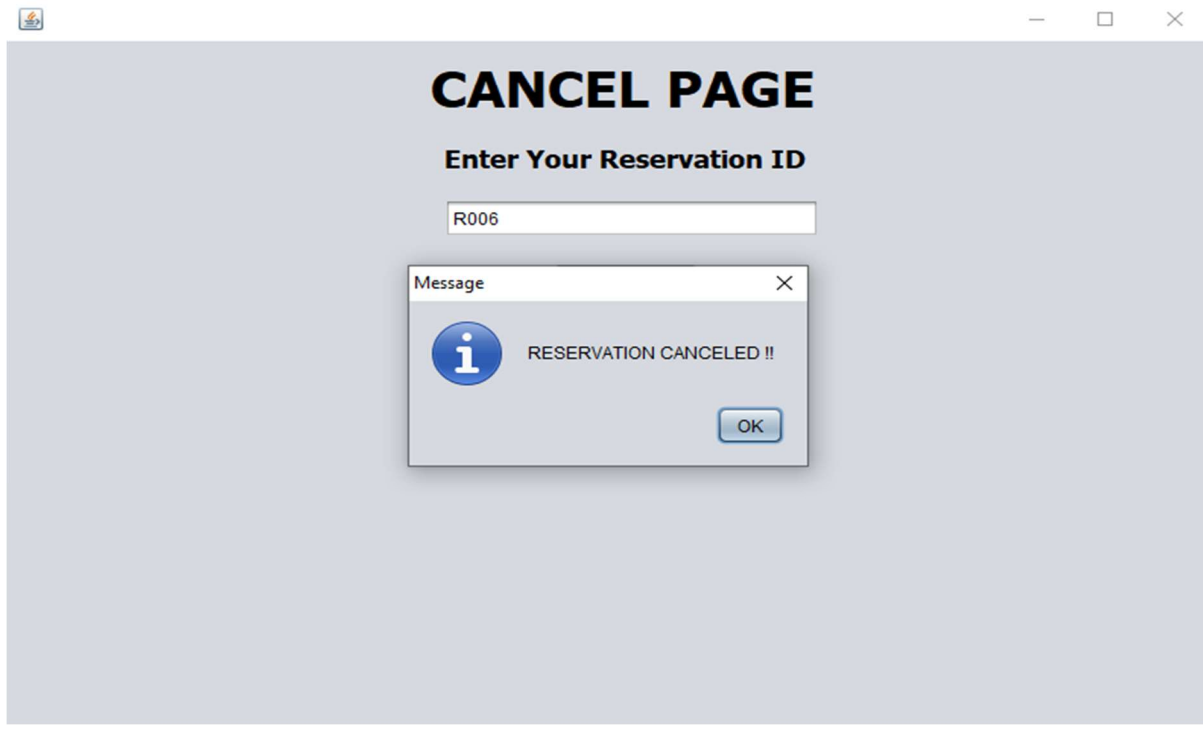 CANCEL PAGE
Enter Your Reservation ID
R006
Message
RESERVATION CANCELED !!
OK